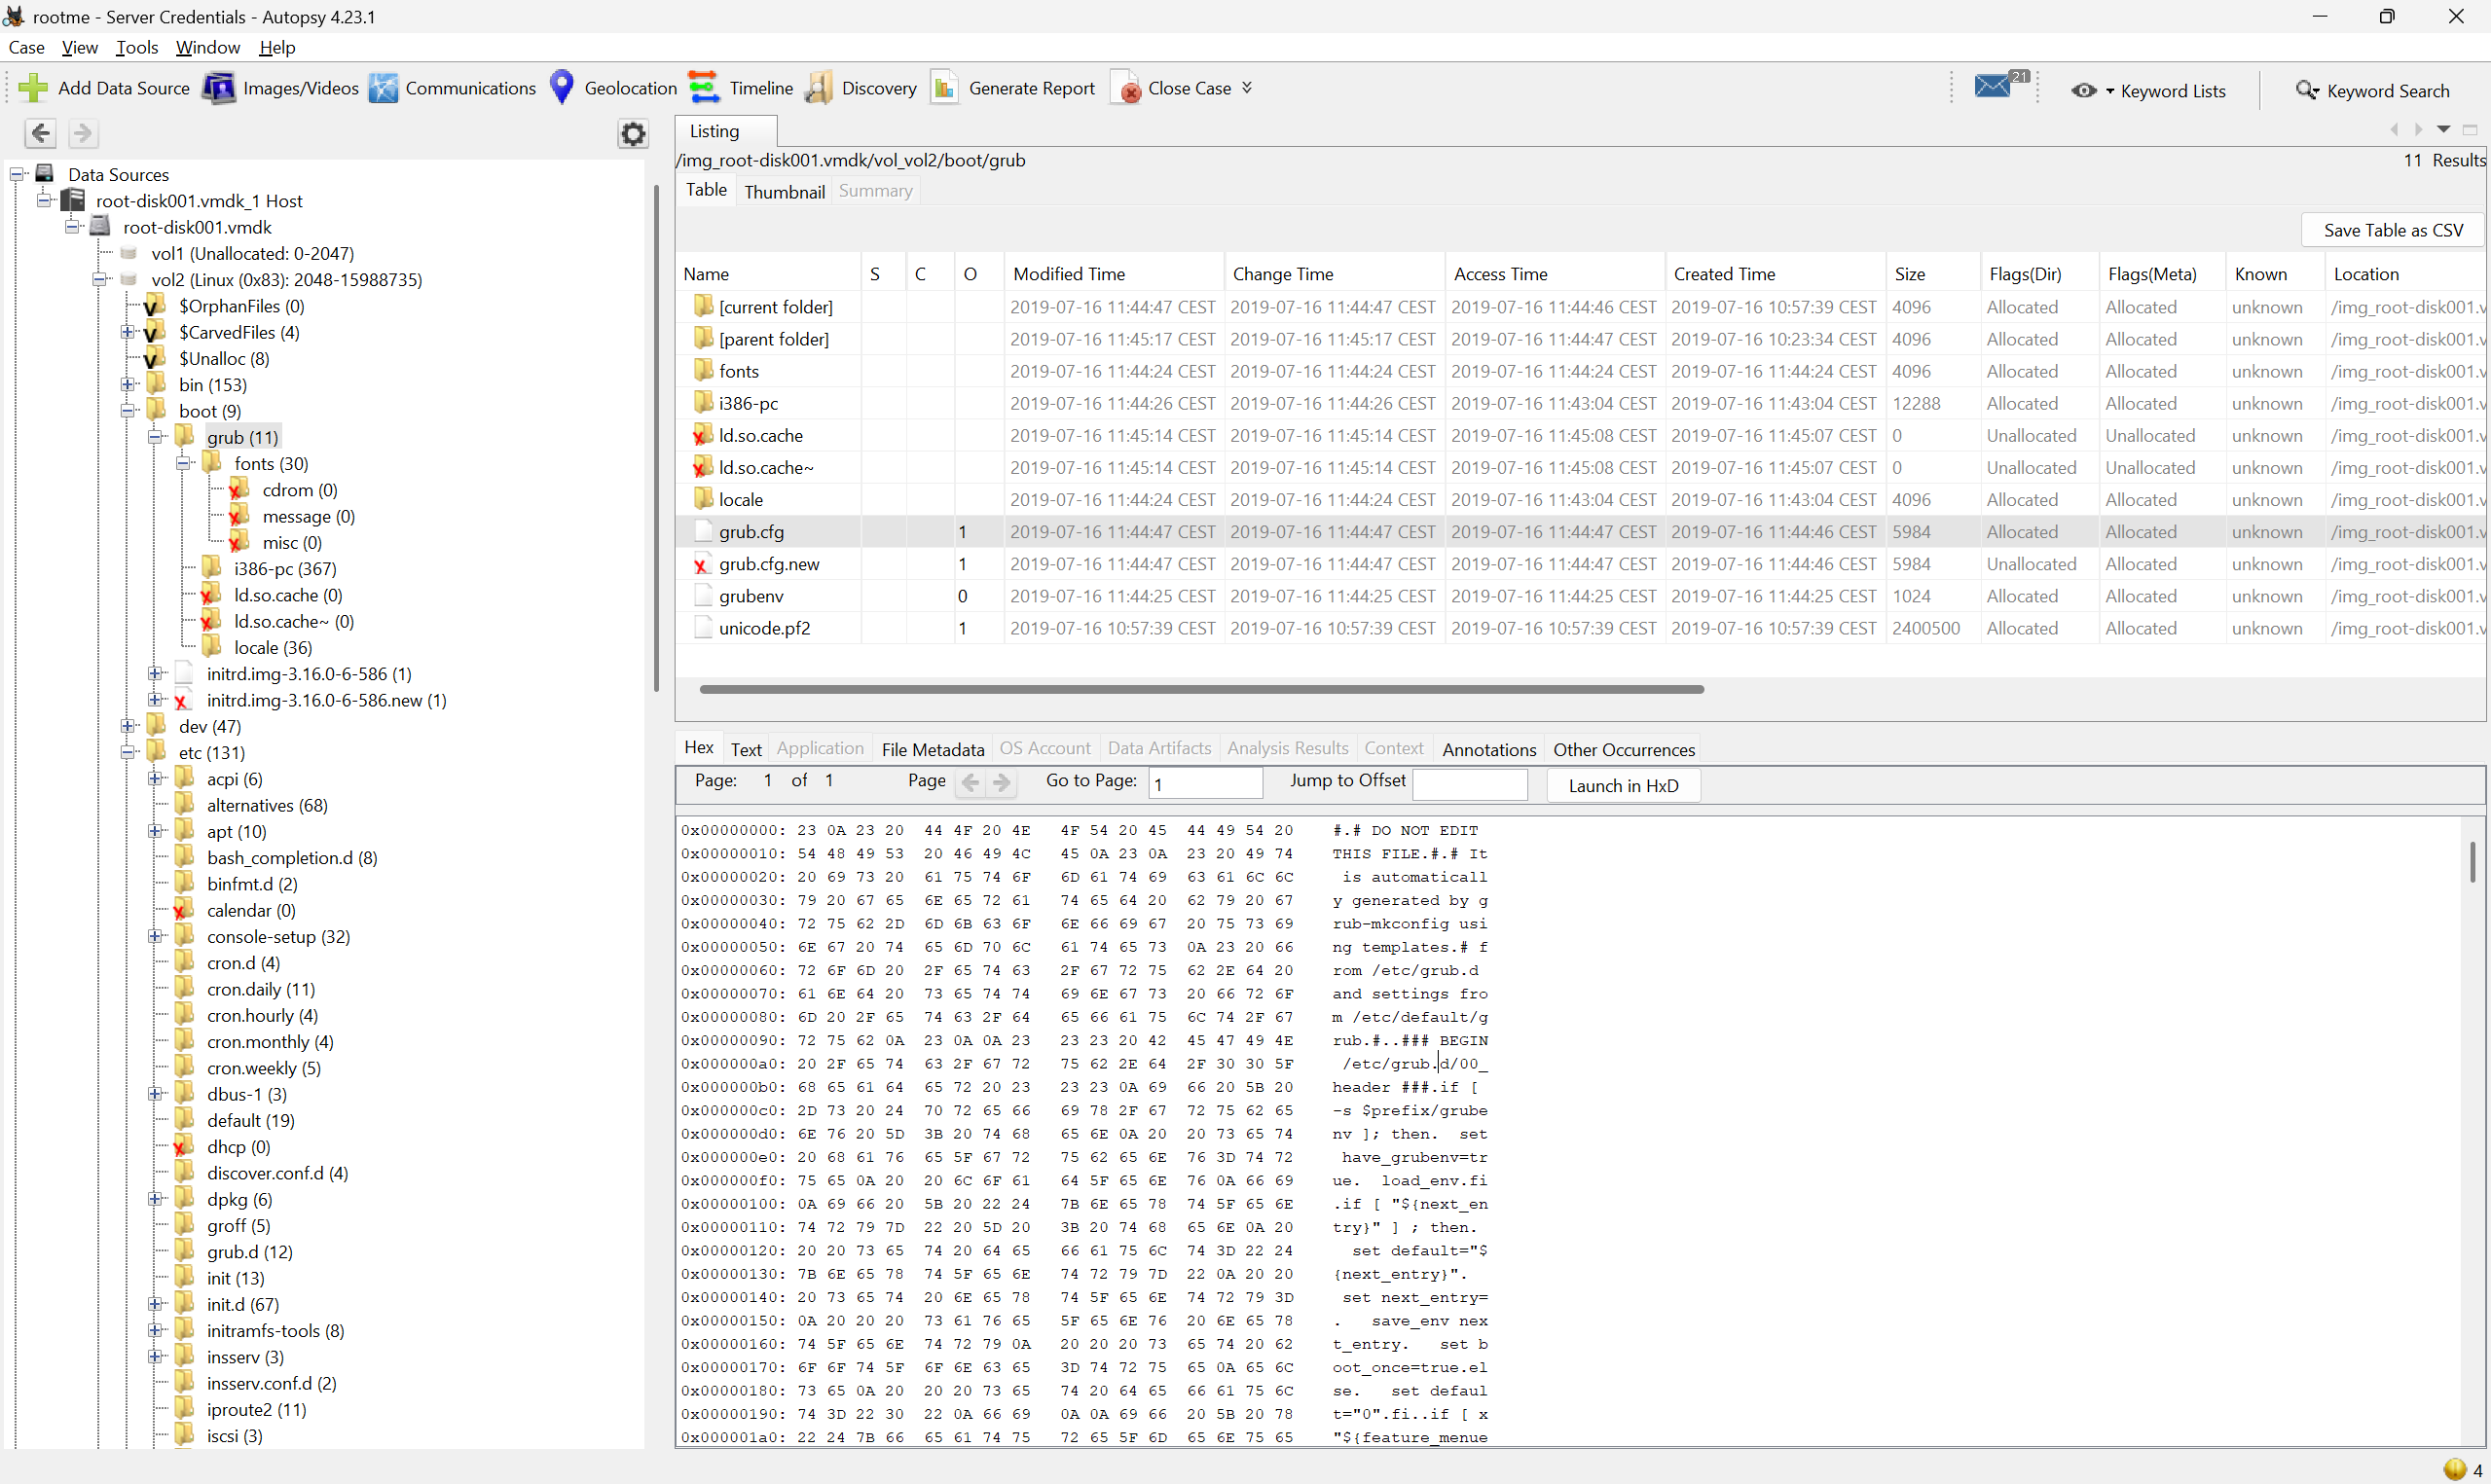 rootme - Server Credentials - Autopsy 4.23.1
Case View Tools Window Help
Add Data Source Images/Videos Communications Geolocation Timeline Discovery Generate Report Close Case 21 Keyword Lists Keyword Search
Data Sources
root-disk001.vmdk_1 Host
root-disk001.vmdk
vol1 (Unallocated: 0-2047)
vol2 (Linux (0x83): 2048-15988735)
$OrphanFiles (0)
$CarvedFiles (4)
$Unalloc (8)
bin (153)
boot (9)
grub (11)
fonts (30)
cdrom (0)
message (0)
misc (0)
i386-pc (367)
ld.so.cache (0)
ld.so.cache~ (0)
locale (36)
initrd.img-3.16.0-6-586 (1)
initrd.img-3.16.0-6-586.new (1)
dev (47)
etc (131)
acpi (6)
alternatives (68)
apt (10)
bash_completion.d (8)
binfmt.d (2)
calendar (0)
console-setup (32)
cron.d (4)
cron.daily (11)
cron.hourly (4)
cron.monthly (4)
cron.weekly (5)
dbus-1 (3)
default (19)
dhcp (0)
discover.conf.d (4)
dpkg (6)
groff (5)
grub.d (12)
init (13)
init.d (67)
initramfs-tools (8)
insserv (3)
insserv.conf.d (2)
iproute2 (11)
iscsi (3)
Listing
/img_root-disk001.vmdk/vol_vol2/boot/grub 11 Results
Table Thumbnail Summary
Save Table as CSV
Name S C O Modified Time Change Time Access Time Created Time Size Flags(Dir) Flags(Meta) Known Location
[current folder] 2019-07-16 11:44:47 CEST 2019-07-16 11:44:47 CEST 2019-07-16 11:44:46 CEST 2019-07-16 10:57:39 CEST 4096 Allocated Allocated unknown /img_root-disk001.v
[parent folder] 2019-07-16 11:45:17 CEST 2019-07-16 11:45:17 CEST 2019-07-16 11:44:47 CEST 2019-07-16 10:23:34 CEST 4096 Allocated Allocated unknown /img_root-disk001.v
fonts 2019-07-16 11:44:24 CEST 2019-07-16 11:44:24 CEST 2019-07-16 11:44:24 CEST 2019-07-16 11:44:24 CEST 4096 Allocated Allocated unknown /img_root-disk001.v
i386-pc 2019-07-16 11:44:26 CEST 2019-07-16 11:44:26 CEST 2019-07-16 11:43:04 CEST 2019-07-16 11:43:04 CEST 12288 Allocated Allocated unknown /img_root-disk001.v
ld.so.cache 2019-07-16 11:45:14 CEST 2019-07-16 11:45:14 CEST 2019-07-16 11:45:08 CEST 2019-07-16 11:45:07 CEST 0 Unallocated Unallocated unknown /img_root-disk001.v
ld.so.cache~ 2019-07-16 11:45:14 CEST 2019-07-16 11:45:14 CEST 2019-07-16 11:45:08 CEST 2019-07-16 11:45:07 CEST 0 Unallocated Unallocated unknown /img_root-disk001.v
locale 2019-07-16 11:44:24 CEST 2019-07-16 11:44:24 CEST 2019-07-16 11:43:04 CEST 2019-07-16 11:43:04 CEST 4096 Allocated Allocated unknown /img_root-disk001.v
grub.cfg 1 2019-07-16 11:44:47 CEST 2019-07-16 11:44:47 CEST 2019-07-16 11:44:47 CEST 2019-07-16 11:44:46 CEST 5984 Allocated Allocated unknown /img_root-disk001.v
grub.cfg.new 1 2019-07-16 11:44:47 CEST 2019-07-16 11:44:47 CEST 2019-07-16 11:44:47 CEST 2019-07-16 11:44:46 CEST 5984 Unallocated Allocated unknown /img_root-disk001.v
grubenv 0 2019-07-16 11:44:25 CEST 2019-07-16 11:44:25 CEST 2019-07-16 11:44:25 CEST 2019-07-16 11:44:25 CEST 1024 Allocated Allocated unknown /img_root-disk001.v
unicode.pf2 1 2019-07-16 10:57:39 CEST 2019-07-16 10:57:39 CEST 2019-07-16 10:57:39 CEST 2019-07-16 10:57:39 CEST 2400500 Allocated Allocated unknown /img_root-disk001.v
Hex Text Application File Metadata OS Account Data Artifacts Analysis Results Context Annotations Other Occurrences
Page: 1 of 1 Page Go to Page: 1 Jump to Offset Launch in HxD
0x00000000: 23 0A 23 20 44 4F 20 4E 4F 54 20 45 44 49 54 20 #.# DO NOT EDIT
0x00000010: 54 48 49 53 20 46 49 4C 45 0A 23 0A 23 20 49 74 THIS FILE.#.# It
0x00000020: 20 69 73 20 61 75 74 6F 6D 61 74 69 63 61 6C 6C is automaticall
0x00000030: 79 20 67 65 6E 65 72 61 74 65 64 20 62 79 20 67 y generated by g
0x00000040: 72 75 62 2D 6D 6B 63 6F 6E 66 69 67 20 75 73 69 rub-mkconfig usi
0x00000050: 6E 67 20 74 65 6D 70 6C 61 74 65 73 0A 23 20 66 ng templates.# f
0x00000060: 72 6F 6D 20 2F 65 74 63 2F 67 72 75 62 2E 64 20 rom /etc/grub.d
0x00000070: 61 6E 64 20 73 65 74 74 69 6E 67 73 20 66 72 6F and settings fro
0x00000080: 6D 20 2F 65 74 63 2F 64 65 66 61 75 6C 74 2F 67 m /etc/default/g
0x00000090: 72 75 62 0A 23 0A 0A 23 23 23 20 42 45 47 49 4E rub.#..### BEGIN
0x000000a0: 20 2F 65 74 63 2F 67 72 75 62 2E 64 2F 30 30 5F /etc/grub.d/00_
0x000000b0: 68 65 61 64 65 72 20 23 23 23 0A 69 66 20 5B 20 header ###.if [
0x000000c0: 2D 73 20 24 70 72 65 66 69 78 2F 67 72 75 62 65 -s $prefix/grube
0x000000d0: 6E 76 20 5D 3B 20 74 68 65 6E 0A 20 20 73 65 74 nv ]; then. set
0x000000e0: 20 68 61 76 65 5F 67 72 75 62 65 6E 76 3D 74 72 have_grubenv=tr
0x000000f0: 75 65 0A 20 20 6C 6F 61 64 5F 65 6E 76 0A 66 69 ue. load_env.fi
0x00000100: 0A 69 66 20 5B 20 22 24 7B 6E 65 78 74 5F 65 6E .if [ "${next_en
0x00000110: 74 72 79 7D 22 20 5D 20 3B 20 74 68 65 6E 0A 20 try}" ] ; then.
0x00000120: 20 20 73 65 74 20 64 65 66 61 75 6C 74 3D 22 24 set default="$
0x00000130: 7B 6E 65 78 74 5F 65 6E 74 72 79 7D 22 0A 20 20 {next_entry}".
0x00000140: 20 73 65 74 20 6E 65 78 74 5F 65 6E 74 72 79 3D set next_entry=
0x00000150: 0A 20 20 20 73 61 76 65 5F 65 6E 76 20 6E 65 78 . save_env nex
0x00000160: 74 5F 65 6E 74 72 79 0A 20 20 20 73 65 74 20 62 t_entry. set b
0x00000170: 6F 6F 74 5F 6F 6E 63 65 3D 74 72 75 65 0A 65 6C oot_once=true.el
0x00000180: 73 65 0A 20 20 20 73 65 74 20 64 65 66 61 75 6C se. set defaul
0x00000190: 74 3D 22 30 22 0A 66 69 0A 0A 69 66 20 5B 20 78 t="0".fi..if [ x
0x000001a0: 22 24 7B 66 65 61 74 75 72 65 5F 6D 65 6E 75 65 "${feature_menue
4